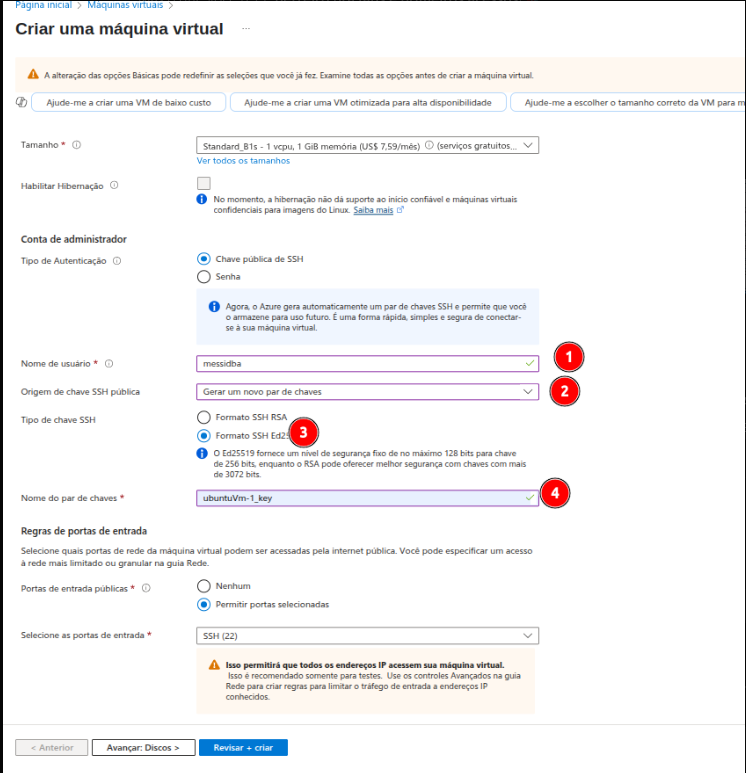 Página inicial > Máquinas virtuais >
Criar uma máquina virtual ...
A alteração das opções Básicas pode redefinir as seleções que você já fez. Examine todas as opções antes de criar a máquina virtual.
Ajude-me a criar uma VM de baixo custo
Ajude-me a criar uma VM otimizada para alta disponibilidade
Ajude-me a escolher o tamanho correto da VM para m
Tamanho *
Standard_B1s - 1 vcpu, 1 GiB memória (US$ 7,59/mês) (serviços gratuitos...
Ver todos os tamanhos
Habilitar Hibernação
No momento, a hibernação não dá suporte ao início confiável e máquinas virtuais
confidenciais para imagens do Linux. Saiba mais
Conta de administrador
Tipo de Autenticação
Chave pública de SSH
Senha
Agora, o Azure gera automaticamente um par de chaves SSH e permite que você
o armazene para uso futuro. É uma forma rápida, simples e segura de conectar-
se à sua máquina virtual.
Nome de usuário *
messidba
1
Origem de chave SSH pública
Gerar um novo par de chaves
2
Tipo de chave SSH
Formato SSH RSA
Formato SSH Ed25
3
O Ed25519 fornece um nível de segurança fixo de no máximo 128 bits para chave
de 256 bits, enquanto o RSA pode oferecer melhor segurança com chaves com mais
de 3072 bits.
Nome do par de chaves *
ubuntuVm-1_key
4
Regras de portas de entrada
Selecione quais portas de rede da máquina virtual podem ser acessadas pela internet pública. Você pode especificar um acesso
à rede mais limitado ou granular na guia Rede.
Portas de entrada públicas *
Nenhum
Permitir portas selecionadas
Selecione as portas de entrada *
SSH (22)
Isso permitirá que todos os endereços IP acessem sua máquina virtual.
Isso é recomendado somente para testes. Use os controles Avançados na guia
Rede para criar regras para limitar o tráfego de entrada a endereços IP
conhecidos.
< Anterior
Avançar: Discos >
Revisar + criar